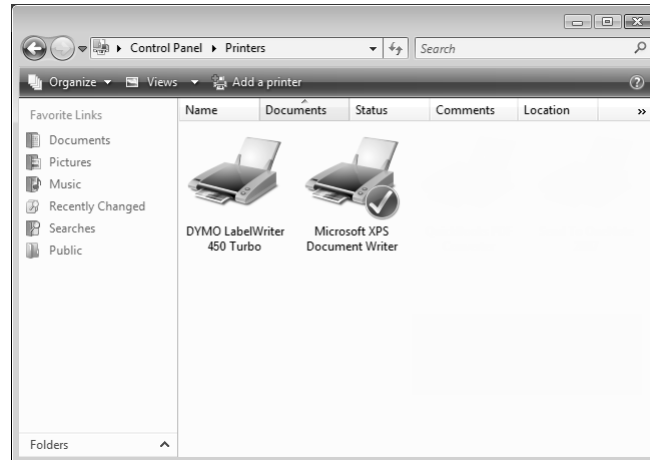 Control Panel Printers Search
Organize Views Add a printer
Favorite Links
Documents
Pictures
Music
Recently Changed
Searches
Public
Folders
Name Documents Status Comments Location »
DYMO LabelWriter
450 Turbo
Microsoft XPS
Document Writer